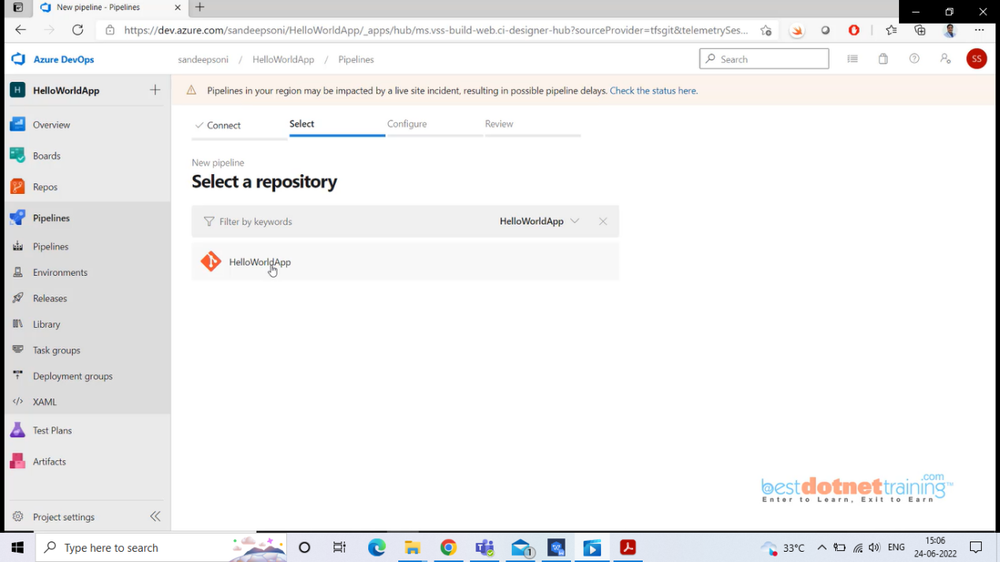 New pipeline - Pipelines
https://dev.azure.com/sandeepsoni/HelloWorldApp/_apps/hub/ms.vss-build-web.ci-designer-hub?sourceProvider=tfsgit&telemetrySes...
Azure DevOps
sandeepsoni / HelloWorldApp / Pipelines
Search
SS
H HelloWorldApp
Pipelines in your region may be impacted by a live site incident, resulting in possible pipeline delays. Check the status here.
Overview
Boards
Repos
Pipelines
Pipelines
Environments
Releases
Library
Task groups
Deployment groups
XAML
Test Plans
Artifacts
Project settings
Connect
Select
Configure
Review
New pipeline
Select a repository
Filter by keywords
HelloWorldApp
HelloWorldApp
bestdotnettraining.com™
Enter to Learn, Exit to Earn
Type here to search
1
33°C
ENG
15:06
24-06-2022